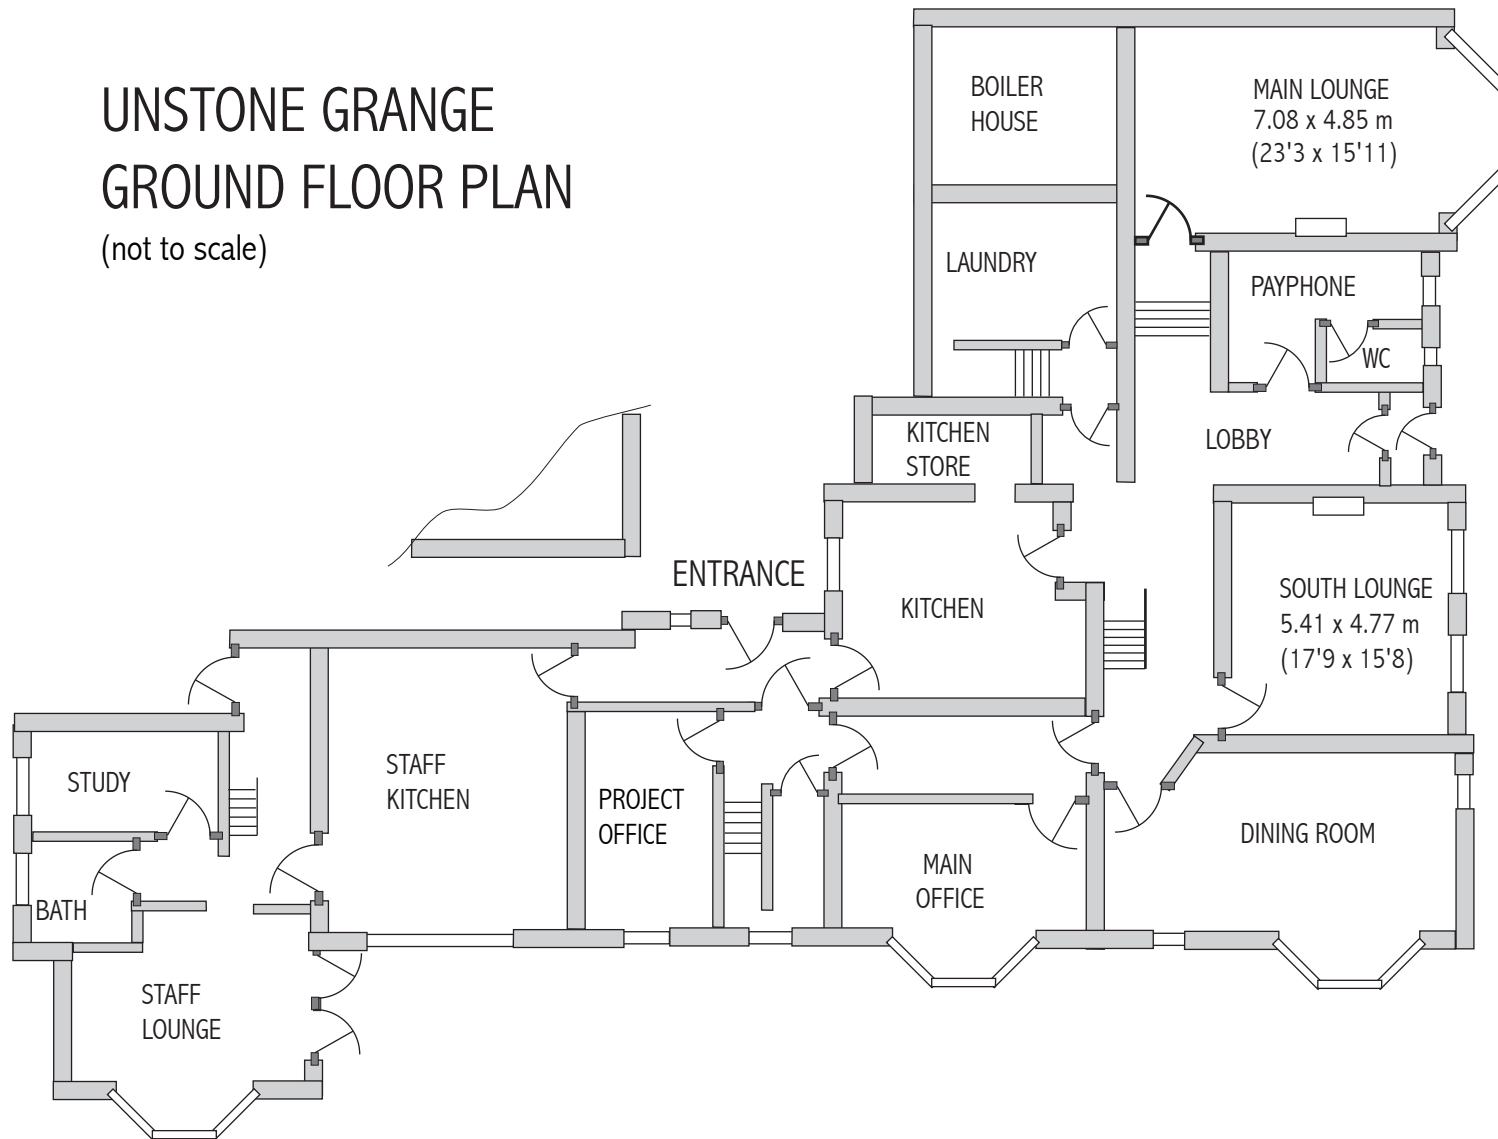 UNSTONE GRANGE
GROUND FLOOR PLAN
(not to scale)
BOILER
HOUSE
MAIN LOUNGE
7.08 x 4.85 m
(23'3 x 15'11)
LAUNDRY
PAYPHONE
WC
KITCHEN
STORE
LOBBY
ENTRANCE
KITCHEN
SOUTH LOUNGE
5.41 x 4.77 m
(17'9 x 15'8)
STUDY
STAFF
KITCHEN
PROJECT
OFFICE
MAIN
OFFICE
DINING ROOM
BATH
STAFF
LOUNGE